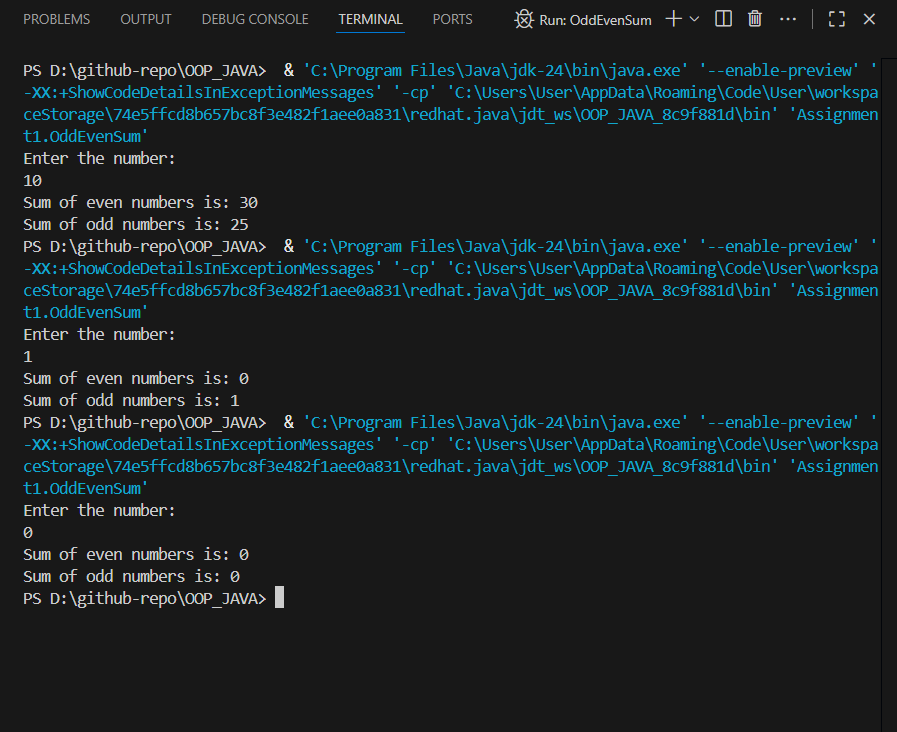 PROBLEMS OUTPUT DEBUG CONSOLE TERMINAL PORTS Run: OddEvenSum
PS D:\github-repo\OOP_JAVA>  & 'C:\Program Files\Java\jdk-24\bin\java.exe' '--enable-preview' '
-XX:+ShowCodeDetailsInExceptionMessages' '-cp' 'C:\Users\User\AppData\Roaming\Code\User\workspa
ceStorage\74e5ffcd8b657bc8f3e482f1aee0a831\redhat.java\jdt_ws\OOP_JAVA_8c9f881d\bin' 'Assignmen
t1.OddEvenSum'
Enter the number:
10
Sum of even numbers is: 30
Sum of odd numbers is: 25
PS D:\github-repo\OOP_JAVA>  & 'C:\Program Files\Java\jdk-24\bin\java.exe' '--enable-preview' '
-XX:+ShowCodeDetailsInExceptionMessages' '-cp' 'C:\Users\User\AppData\Roaming\Code\User\workspa
ceStorage\74e5ffcd8b657bc8f3e482f1aee0a831\redhat.java\jdt_ws\OOP_JAVA_8c9f881d\bin' 'Assignmen
t1.OddEvenSum'
Enter the number:
1
Sum of even numbers is: 0
Sum of odd numbers is: 1
PS D:\github-repo\OOP_JAVA>  & 'C:\Program Files\Java\jdk-24\bin\java.exe' '--enable-preview' '
-XX:+ShowCodeDetailsInExceptionMessages' '-cp' 'C:\Users\User\AppData\Roaming\Code\User\workspa
ceStorage\74e5ffcd8b657bc8f3e482f1aee0a831\redhat.java\jdt_ws\OOP_JAVA_8c9f881d\bin' 'Assignmen
t1.OddEvenSum'
Enter the number:
0
Sum of even numbers is: 0
Sum of odd numbers is: 0
PS D:\github-repo\OOP_JAVA>